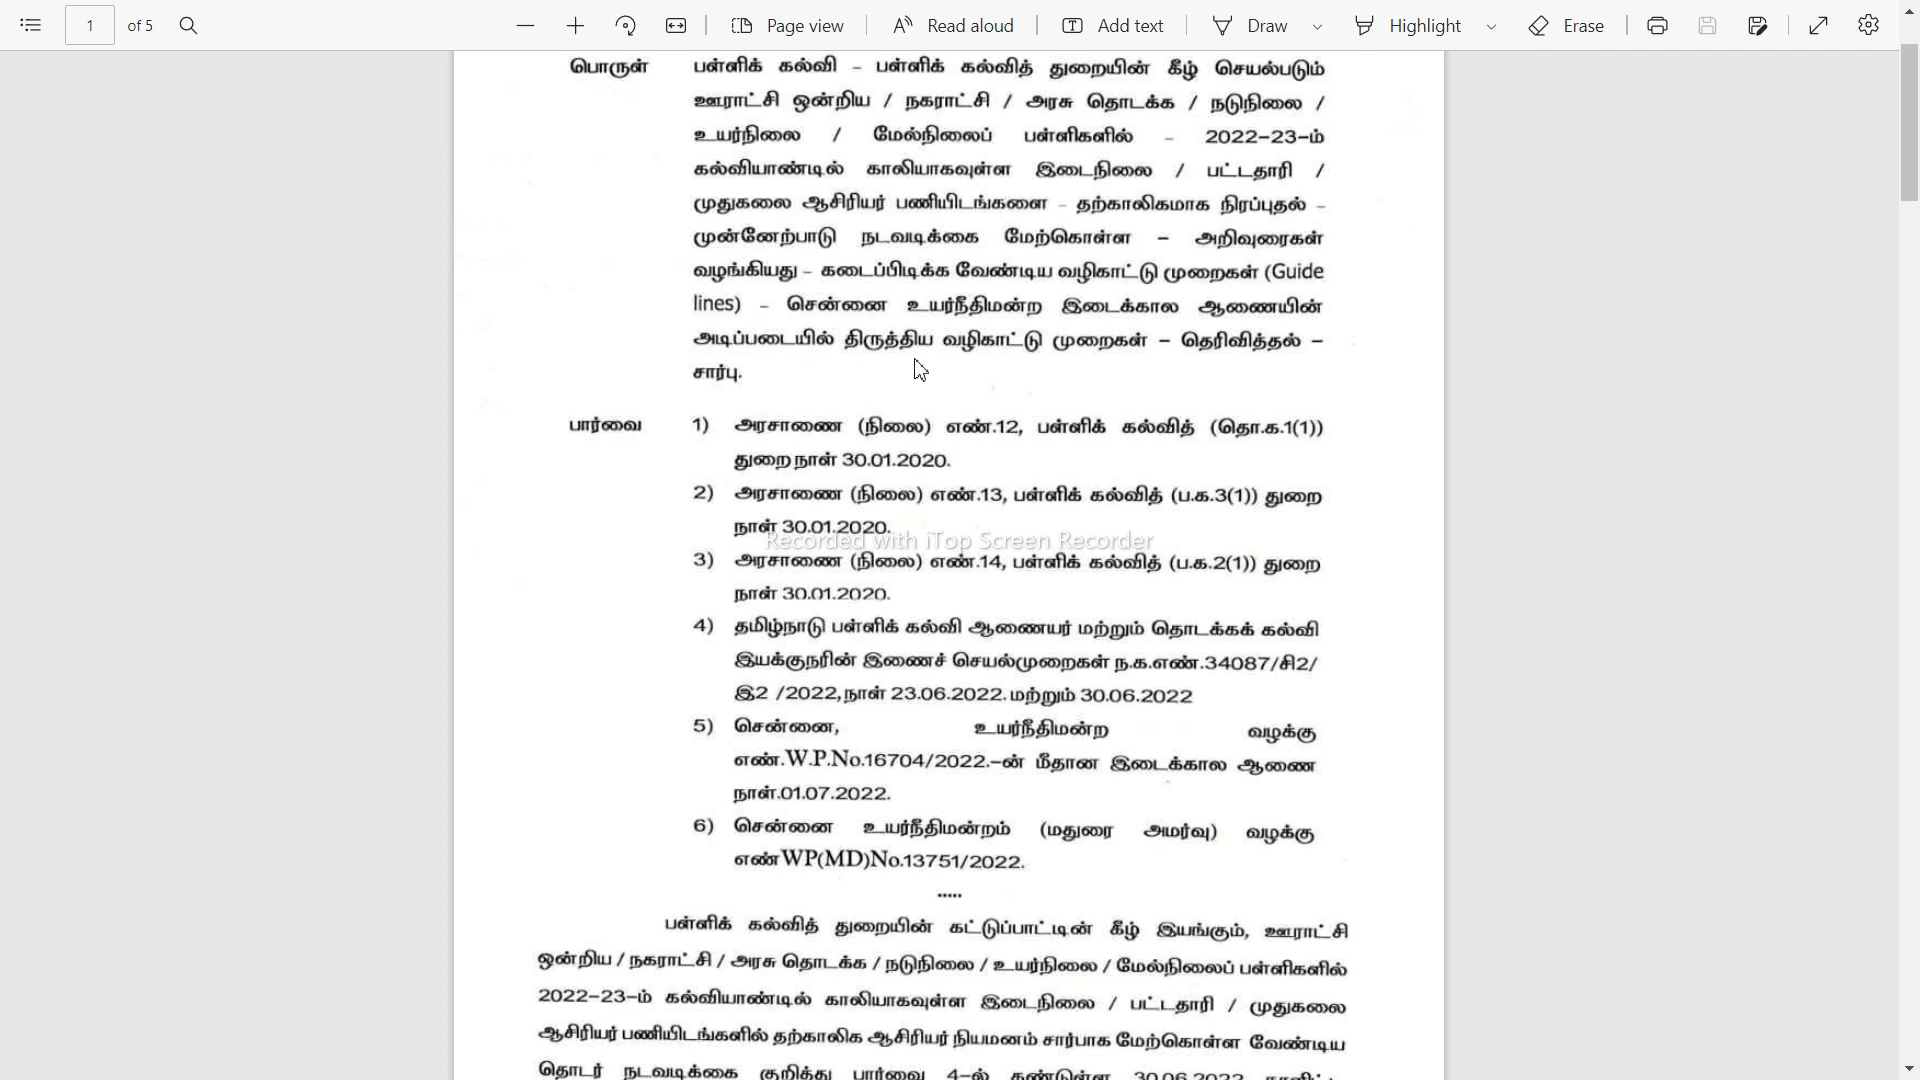 1 of 5 Page view Read aloud Add text Draw Highlight Erase
பொருள் பள்ளிக் கல்வி – பள்ளிக் கல்வித் துறையின் கீழ் செயல்படும்
ஊராட்சி ஒன்றிய / நகராட்சி / அரசு தொடக்க / நடுநிலை /
உயர்நிலை / மேல்நிலைப் பள்ளிகளில் – 2022–23–ம்
கல்வியாண்டில் காலியாகவுள்ள இடைநிலை / பட்டதாரி /
முதுகலை ஆசிரியர் பணியிடங்களை – தற்காலிகமாக நிரப்புதல் –
முன்னேற்பாடு நடவடிக்கை மேற்கொள்ள – அறிவுரைகள்
வழங்கியது – கடைப்பிடிக்க வேண்டிய வழிகாட்டு முறைகள் (Guide
lines) – சென்னை உயர்நீதிமன்ற இடைக்கால ஆணையின்
அடிப்படையில் திருத்திய வழிகாட்டு முறைகள் – தெரிவித்தல் –
சார்பு.
பார்வை 1) அரசாணை (நிலை) எண்.12, பள்ளிக் கல்வித் (தொ.க.1(1))
துறை நாள் 30.01.2020.
2) அரசாணை (நிலை) எண்.13, பள்ளிக் கல்வித் (ப.க.3(1)) துறை
நாள் 30.01.2020.
Recorded with iTop Screen Recorder
3) அரசாணை (நிலை) எண்.14, பள்ளிக் கல்வித் (ப.க.2(1)) துறை
நாள் 30.01.2020.
4) தமிழ்நாடு பள்ளிக் கல்வி ஆணையர் மற்றும் தொடக்கக் கல்வி
இயக்குநரின் இணைச் செயல்முறைகள் ந.க.எண்.34087/சி2/
இ2 /2022,நாள் 23.06.2022. மற்றும் 30.06.2022
5) சென்னை, உயர்நீதிமன்ற வழக்கு
எண்.W.P.No.16704/2022.–ன் மீதான இடைக்கால ஆணை
நாள்.01.07.2022.
6) சென்னை உயர்நீதிமன்றம் (மதுரை அமர்வு) வழக்கு
எண்WP(MD)No.13751/2022.
.....
பள்ளிக் கல்வித் துறையின் கட்டுப்பாட்டின் கீழ் இயங்கும், ஊராட்சி
ஒன்றிய / நகராட்சி / அரசு தொடக்க / நடுநிலை / உயர்நிலை / மேல்நிலைப் பள்ளிகளில்
2022–23–ம் கல்வியாண்டில் காலியாகவுள்ள இடைநிலை / பட்டதாரி / முதுகலை
ஆசிரியர் பணியிடங்களில் தற்காலிக ஆசிரியர் நியமனம் சார்பாக மேற்கொள்ள வேண்டிய
தொடர் நடவடிக்கை குறித்து பார்வை 4–ல் கண்டுள்ள 30.06.2022